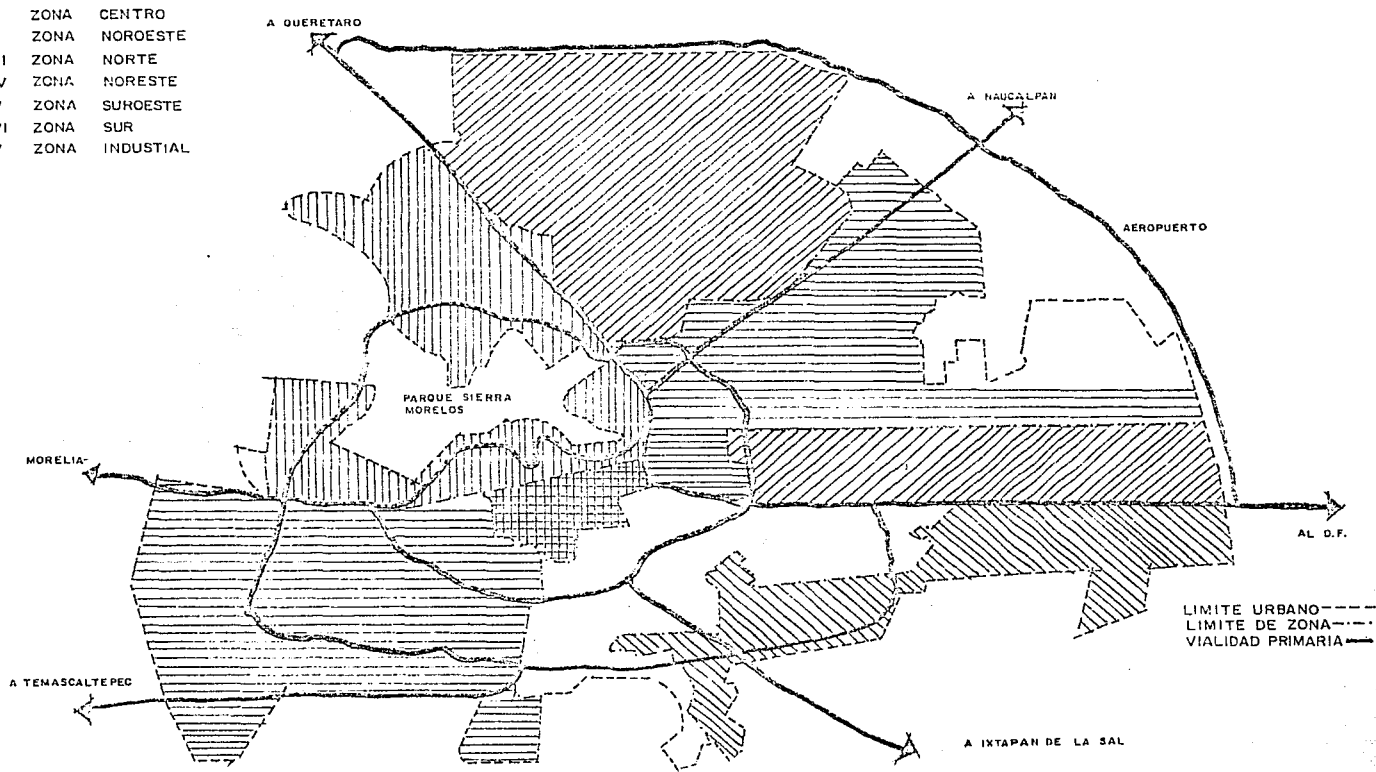 ZONA CENTRO
ZONA NOROESTE
I ZONA NORTE
V ZONA NORESTE
V ZONA SUROESTE
VI ZONA SUR
V ZONA INDUSTIAL
A QUERETARO
A NAUCALPAN
AEROPUERTO
PARQUE SIERRA
MORELOS
MORELIA
AL D.F.
LIMITE URBANO
LIMITE DE ZONA
VIALIDAD PRIMARIA
A TEMASCALTEPEC
A IXTAPAN DE LA SAL